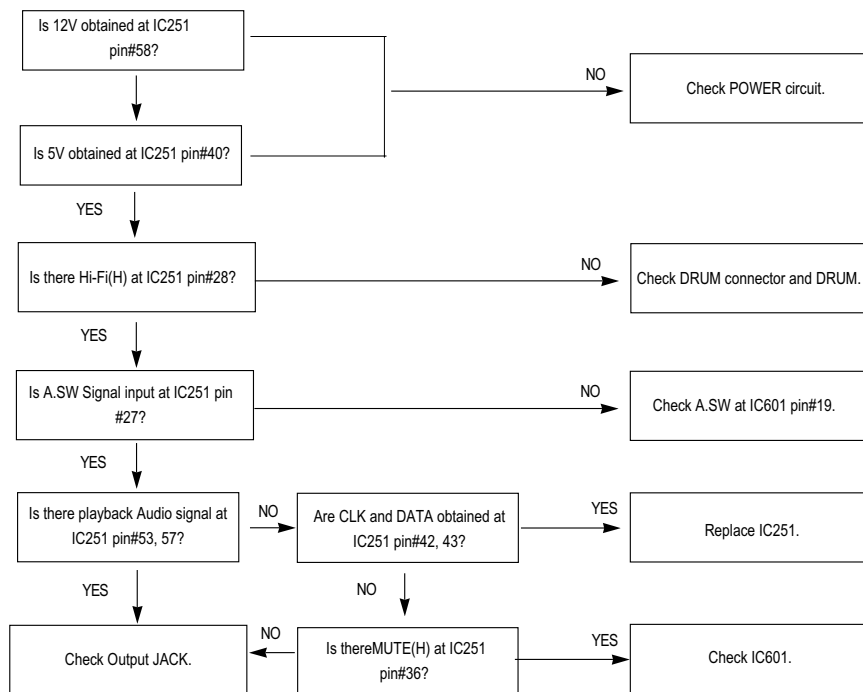 Is 12V obtained at IC251
pin#58?
NO
Check POWER circuit.
Is 5V obtained at IC251 pin#40?
YES
Is there Hi-Fi(H) at IC251 pin#28?
NO
Check DRUM connector and DRUM.
YES
Is A.SW Signal input at IC251 pin
#27?
NO
Check A.SW at IC601 pin#19.
YES
Is there playback Audio signal at
IC251 pin#53, 57?
NO
Are CLK and DATA obtained at
IC251 pin#42, 43?
YES
Replace IC251.
YES
NO
Check Output JACK.
NO
Is thereMUTE(H) at IC251
pin#36?
YES
Check IC601.